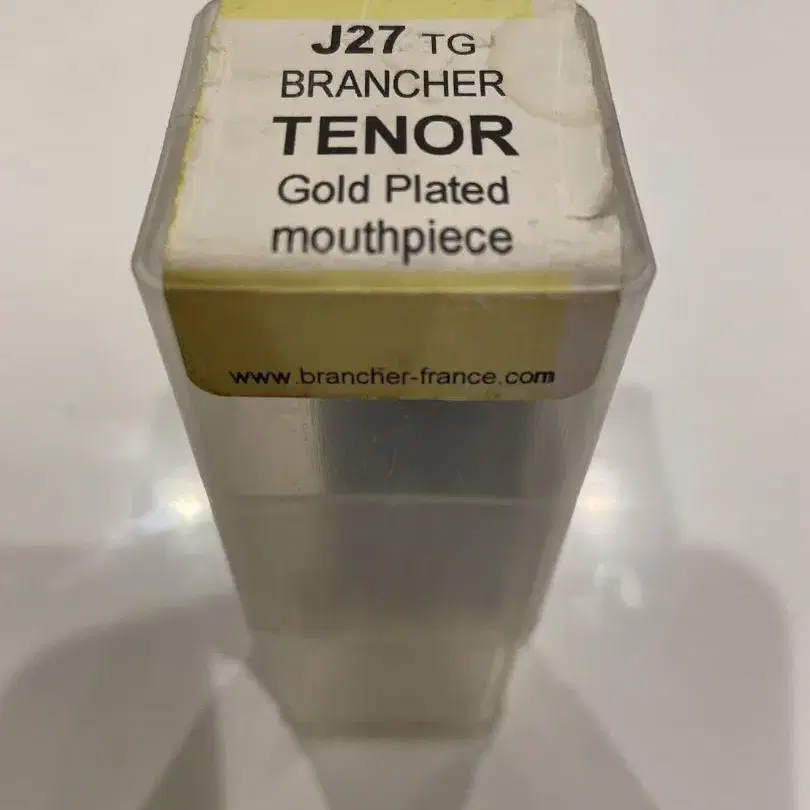 J27 TG
BRANCHER
TENOR
Gold Plated
mouthpiece
www.brancher-france.com